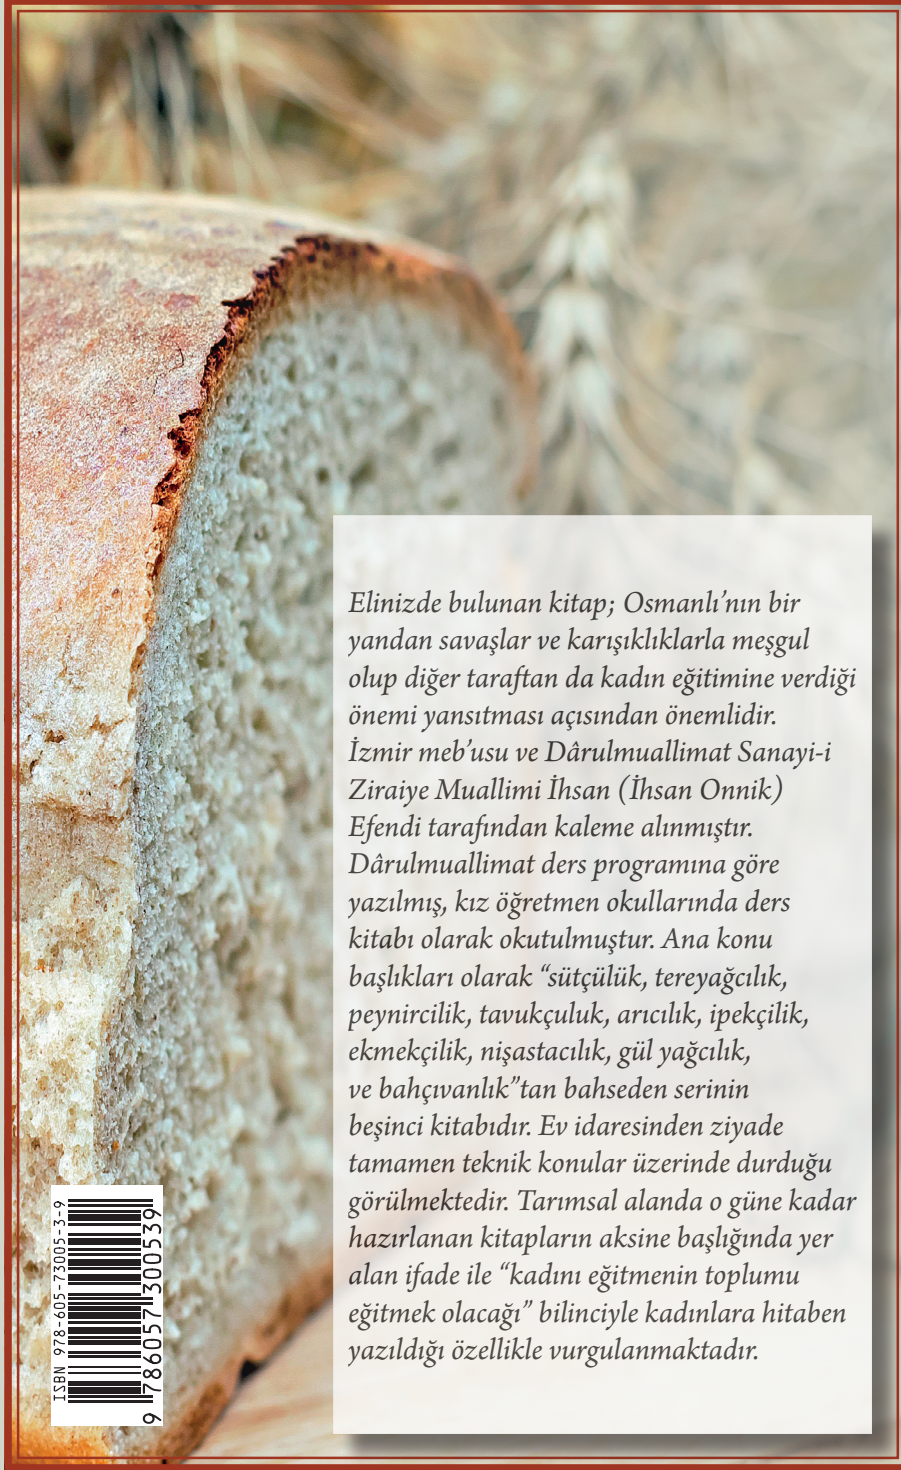 Elinizde bulunan kitap; Osmanlı’nın bir
yandan savaşlar ve karışıklıklarla meşgul
olup diğer taraftan da kadın eğitimine verdiği
önemi yansıtması açısından önemlidir.
İzmir meb’usu ve Dârulmuallimat Sanayi-i
Ziraiye Muallimi İhsan (İhsan Onnik)
Efendi tarafından kaleme alınmıştır.
Dârulmuallimat ders programına göre
yazılmış, kız öğretmen okullarında ders
kitabı olarak okutulmuştur. Ana konu
başlıkları olarak “sütçülük, tereyağcılık,
peynircilik, tavukçuluk, arıcılık, ipekçilik,
ekmekçilik, nişastacılık, gül yağcılık,
ve bahçıvanlık”tan bahseden serinin
beşinci kitabıdır. Ev idaresinden ziyade
tamamen teknik konular üzerinde durduğu
görülmektedir. Tarımsal alanda o güne kadar
hazırlanan kitapların aksine başlığında yer
alan ifade ile “kadını eğitmenin toplumu
eğitmek olacağı” bilinciyle kadınlara hitaben
yazıldığı özellikle vurgulanmaktadır.
ISBN 978-605-73005-3-9
9 786057 300539